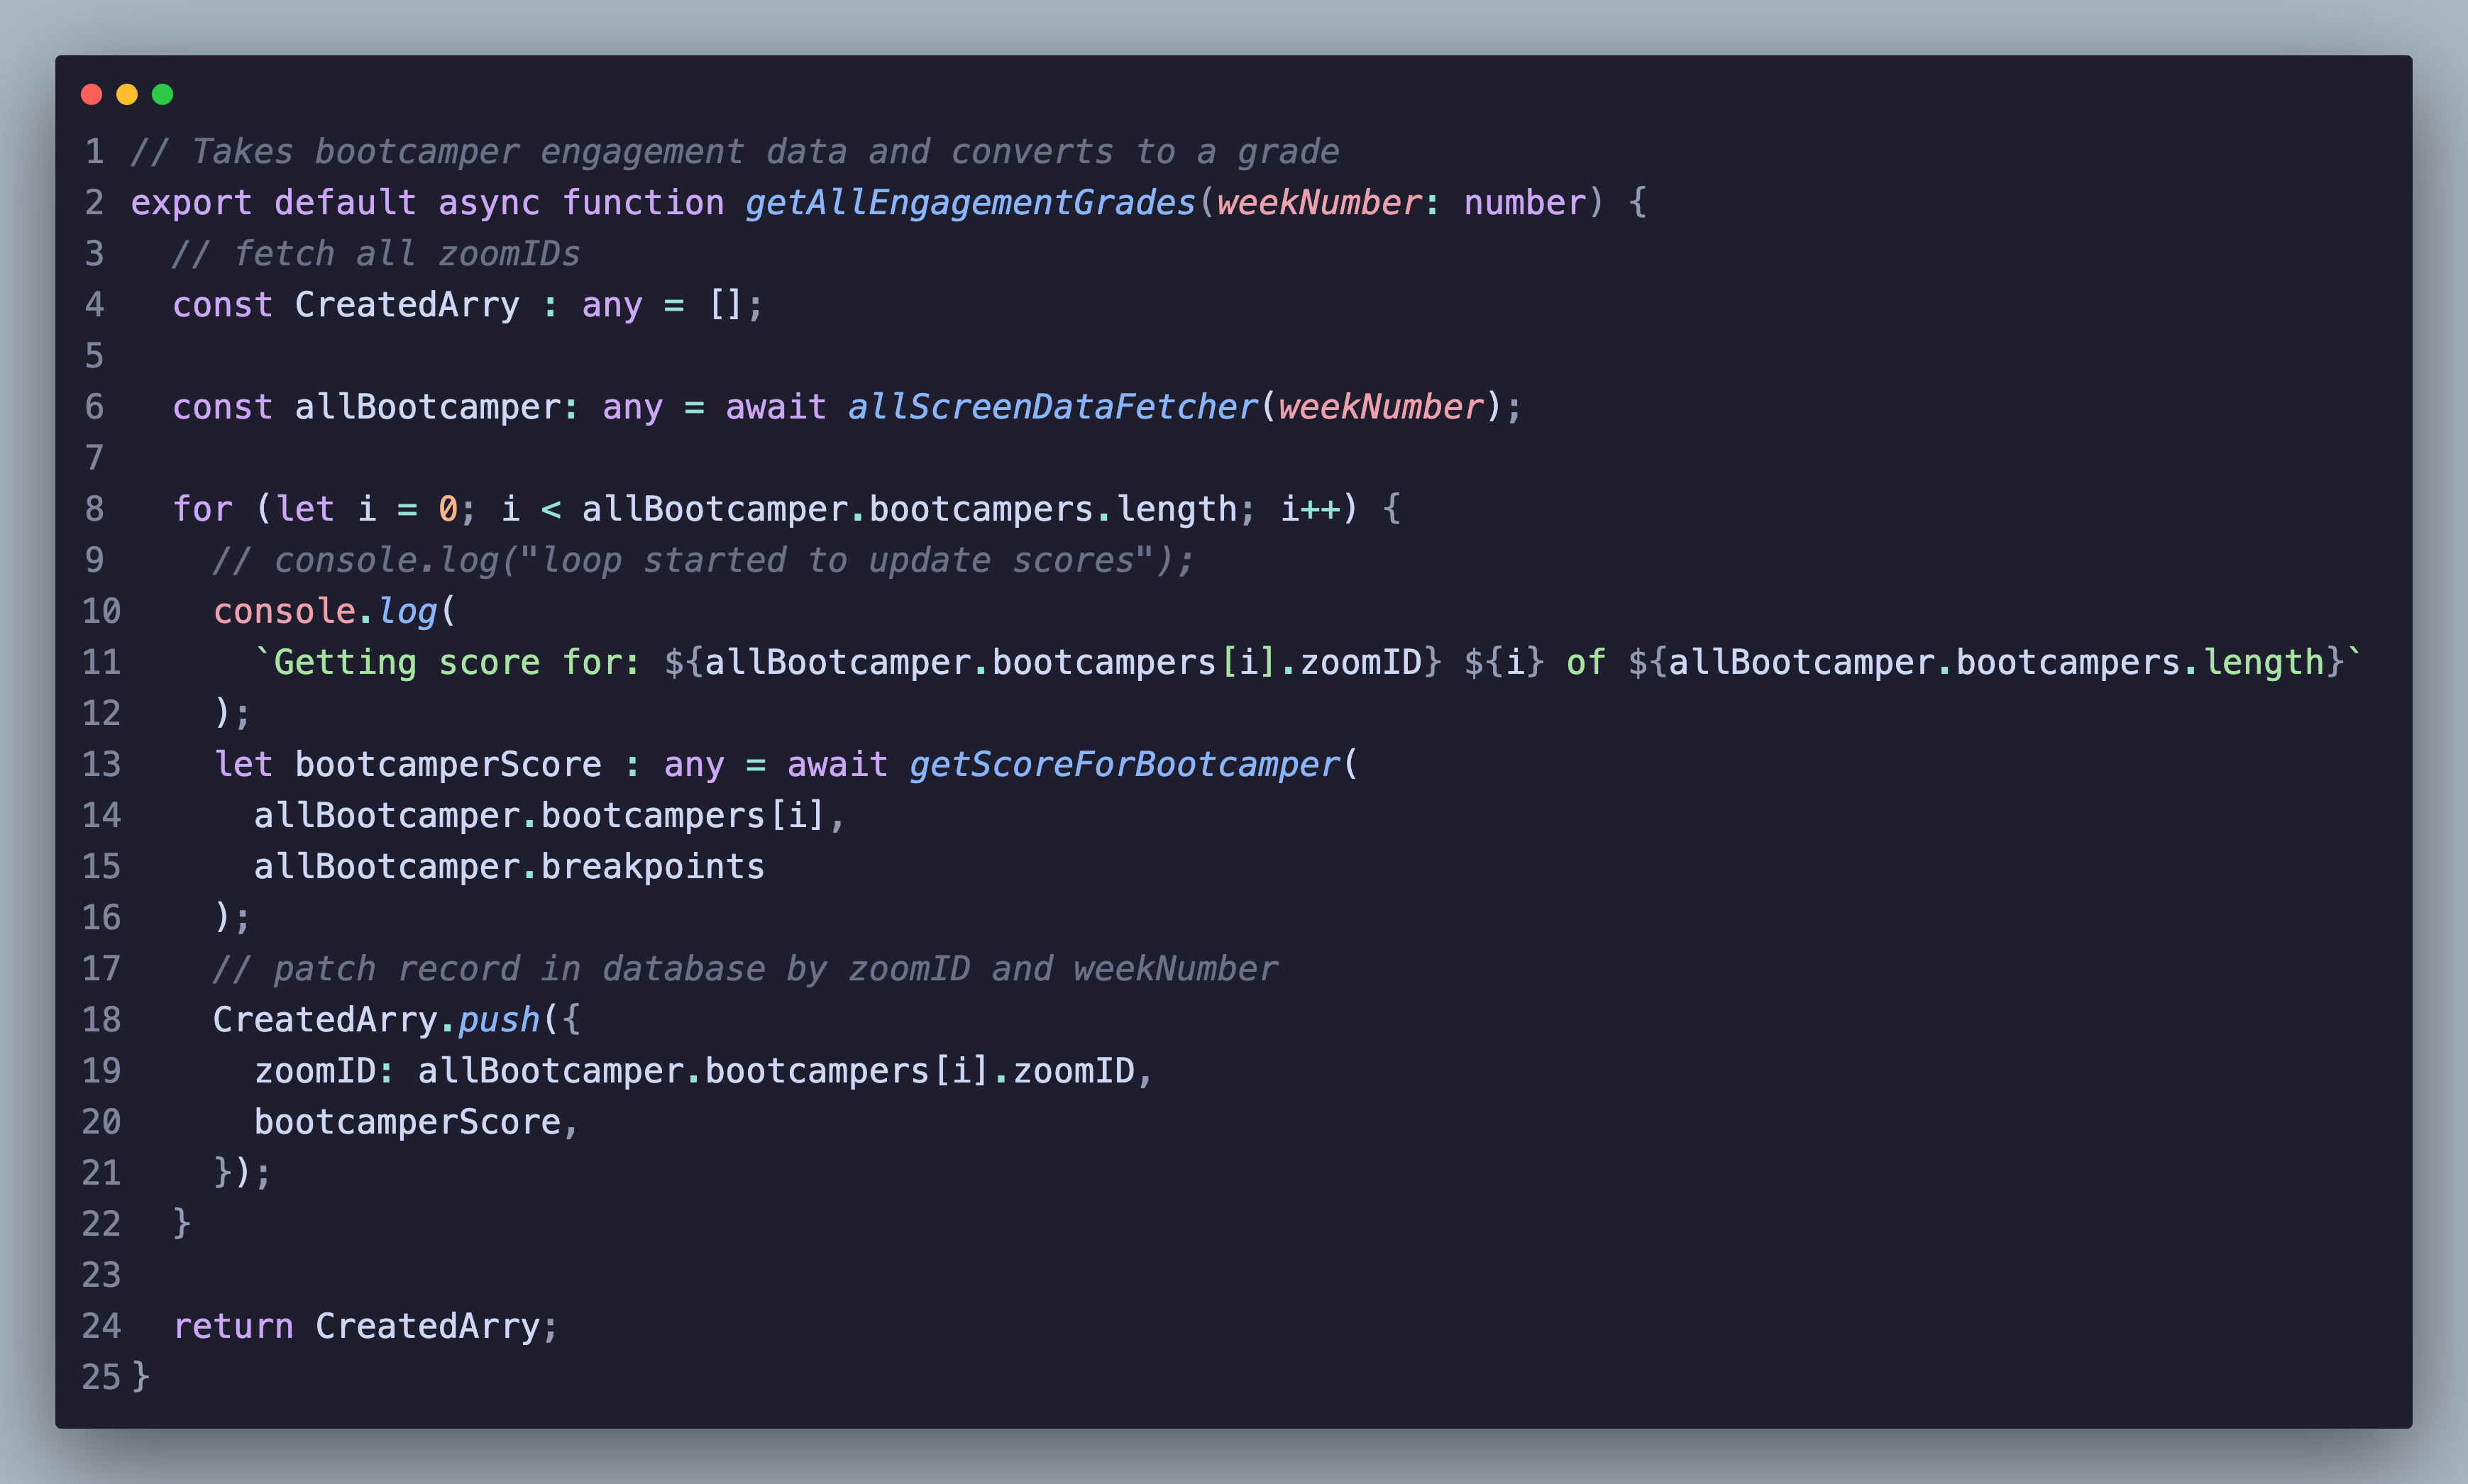 1 // Takes bootcamper engagement data and converts to a grade
2 export default async function getAllEngagementGrades(weekNumber: number) {
3   // fetch all zoomIDs
4   const CreatedArry : any = [];
5
6   const allBootcamper: any = await allScreenDataFetcher(weekNumber);
7
8   for (let i = 0; i < allBootcamper.bootcampers.length; i++) {
9     // console.log("loop started to update scores");
10     console.log(
11       `Getting score for: ${allBootcamper.bootcampers[i].zoomID} ${i} of ${allBootcamper.bootcampers.length}`
12     );
13     let bootcamperScore : any = await getScoreForBootcamper(
14       allBootcamper.bootcampers[i],
15       allBootcamper.breakpoints
16     );
17     // patch record in database by zoomID and weekNumber
18     CreatedArry.push({
19       zoomID: allBootcamper.bootcampers[i].zoomID,
20       bootcamperScore,
21     });
22   }
23
24   return CreatedArry;
25 }